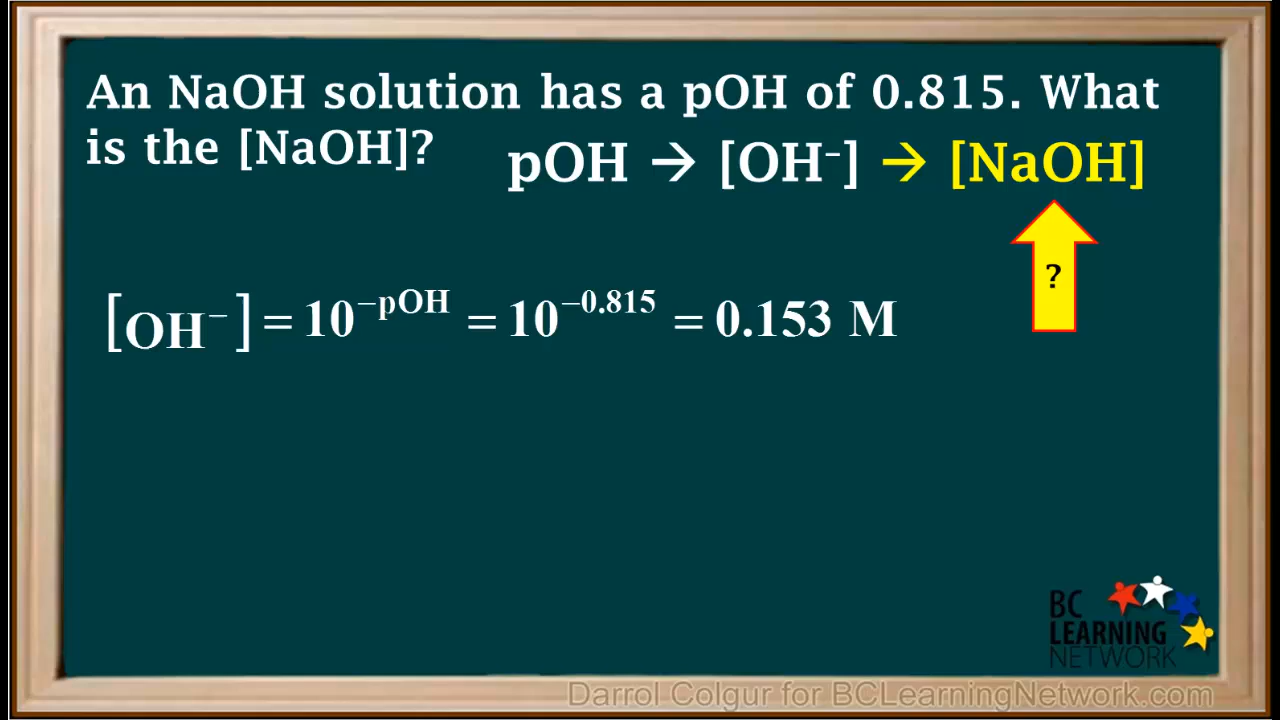 An NaOH solution has a pOH of 0.815. What
is the [NaOH]?
pOH → [OH⁻] → [NaOH]
?
[OH⁻] = 10⁻ᵖᴼᴴ = 10⁻⁰·⁸¹⁵ = 0.153 M
BC
LEARNING
NETWORK
Darrol Colgur for BCLearningNetwork.com